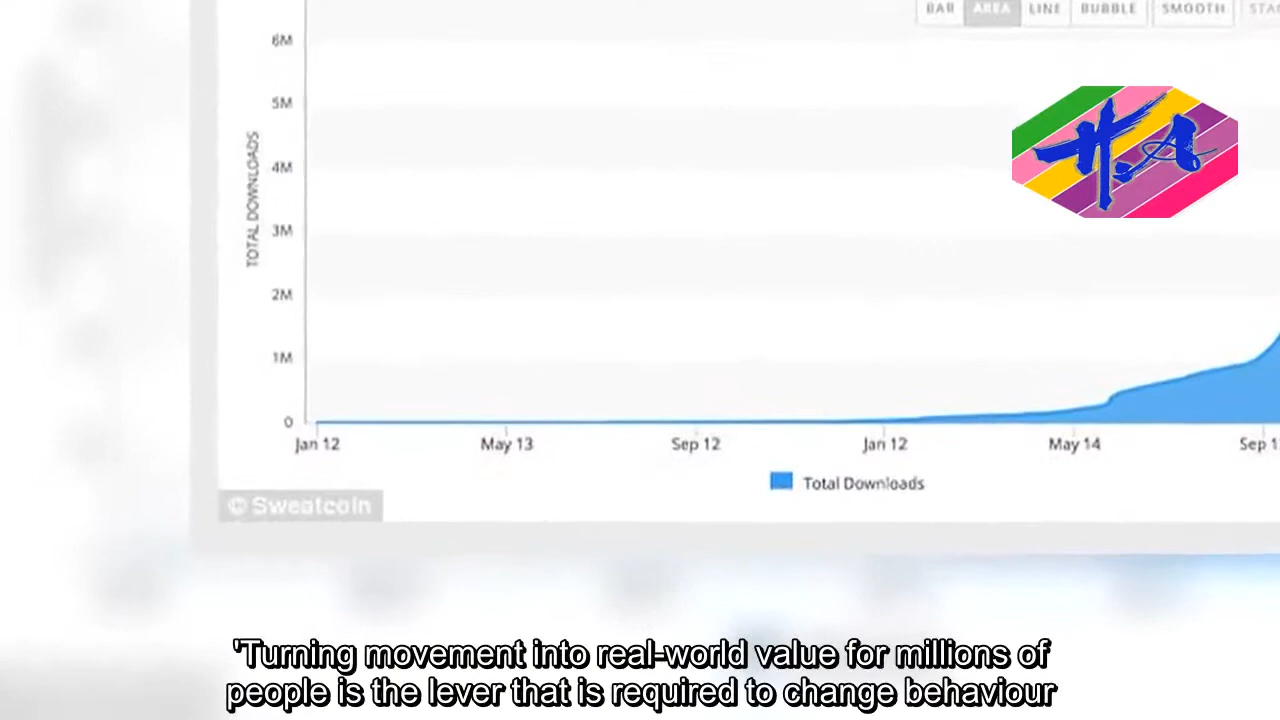 BAR AREA LINE BUBBLE SMOOTH
6M
5M
4M
3M
2M
1M
0
TOTAL DOWNLOADS
Jan 12 May 13 Sep 12 Jan 12 May 14 Sep 1
Total Downloads
© Sweatcoin
'Turning movement into real-world value for millions of
people is the lever that is required to change behaviour